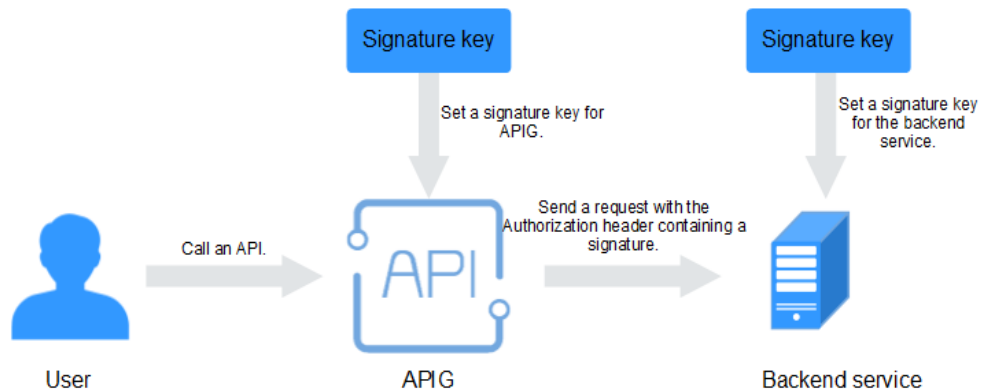 Signature key
Signature key
Set a signature key for
APIG.
Set a signature key
for the backend
service.
Send a request with the
Authorization header containing a
signature.
Call an API.
API
User
APIG
Backend service